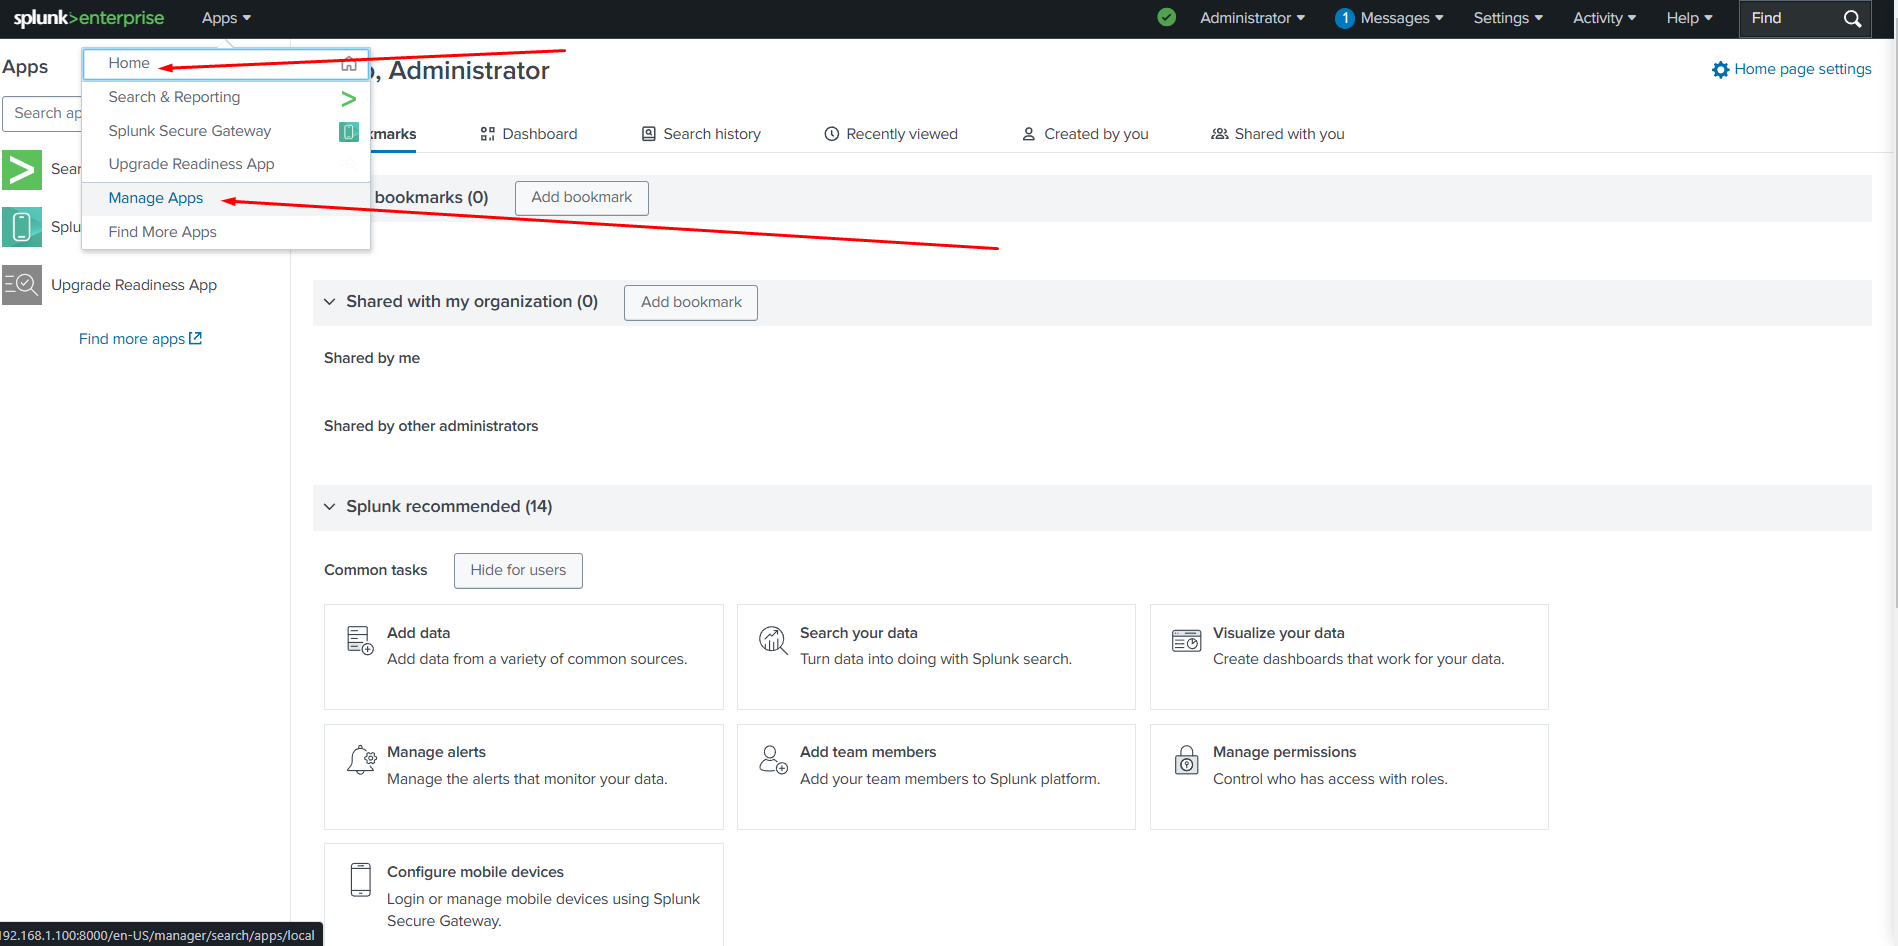 splunk>enterprise Apps Administrator 1 Messages Settings Activity Help Find
Apps
Search ap
Sear
Splu
Upgrade Readiness App
Find more apps
Home
Search & Reporting
Splunk Secure Gateway
Upgrade Readiness App
Manage Apps
Find More Apps
, Administrator
Home page settings
kmarks Dashboard Search history Recently viewed Created by you Shared with you
bookmarks (0) Add bookmark
Shared with my organization (0) Add bookmark
Shared by me
Shared by other administrators
Splunk recommended (14)
Common tasks Hide for users
Add data
Add data from a variety of common sources.
Search your data
Turn data into doing with Splunk search.
Visualize your data
Create dashboards that work for your data.
Manage alerts
Manage the alerts that monitor your data.
Add team members
Add your team members to Splunk platform.
Manage permissions
Control who has access with roles.
Configure mobile devices
Login or manage mobile devices using Splunk
Secure Gateway.
192.168.1.100:8000/en-US/manager/search/apps/local